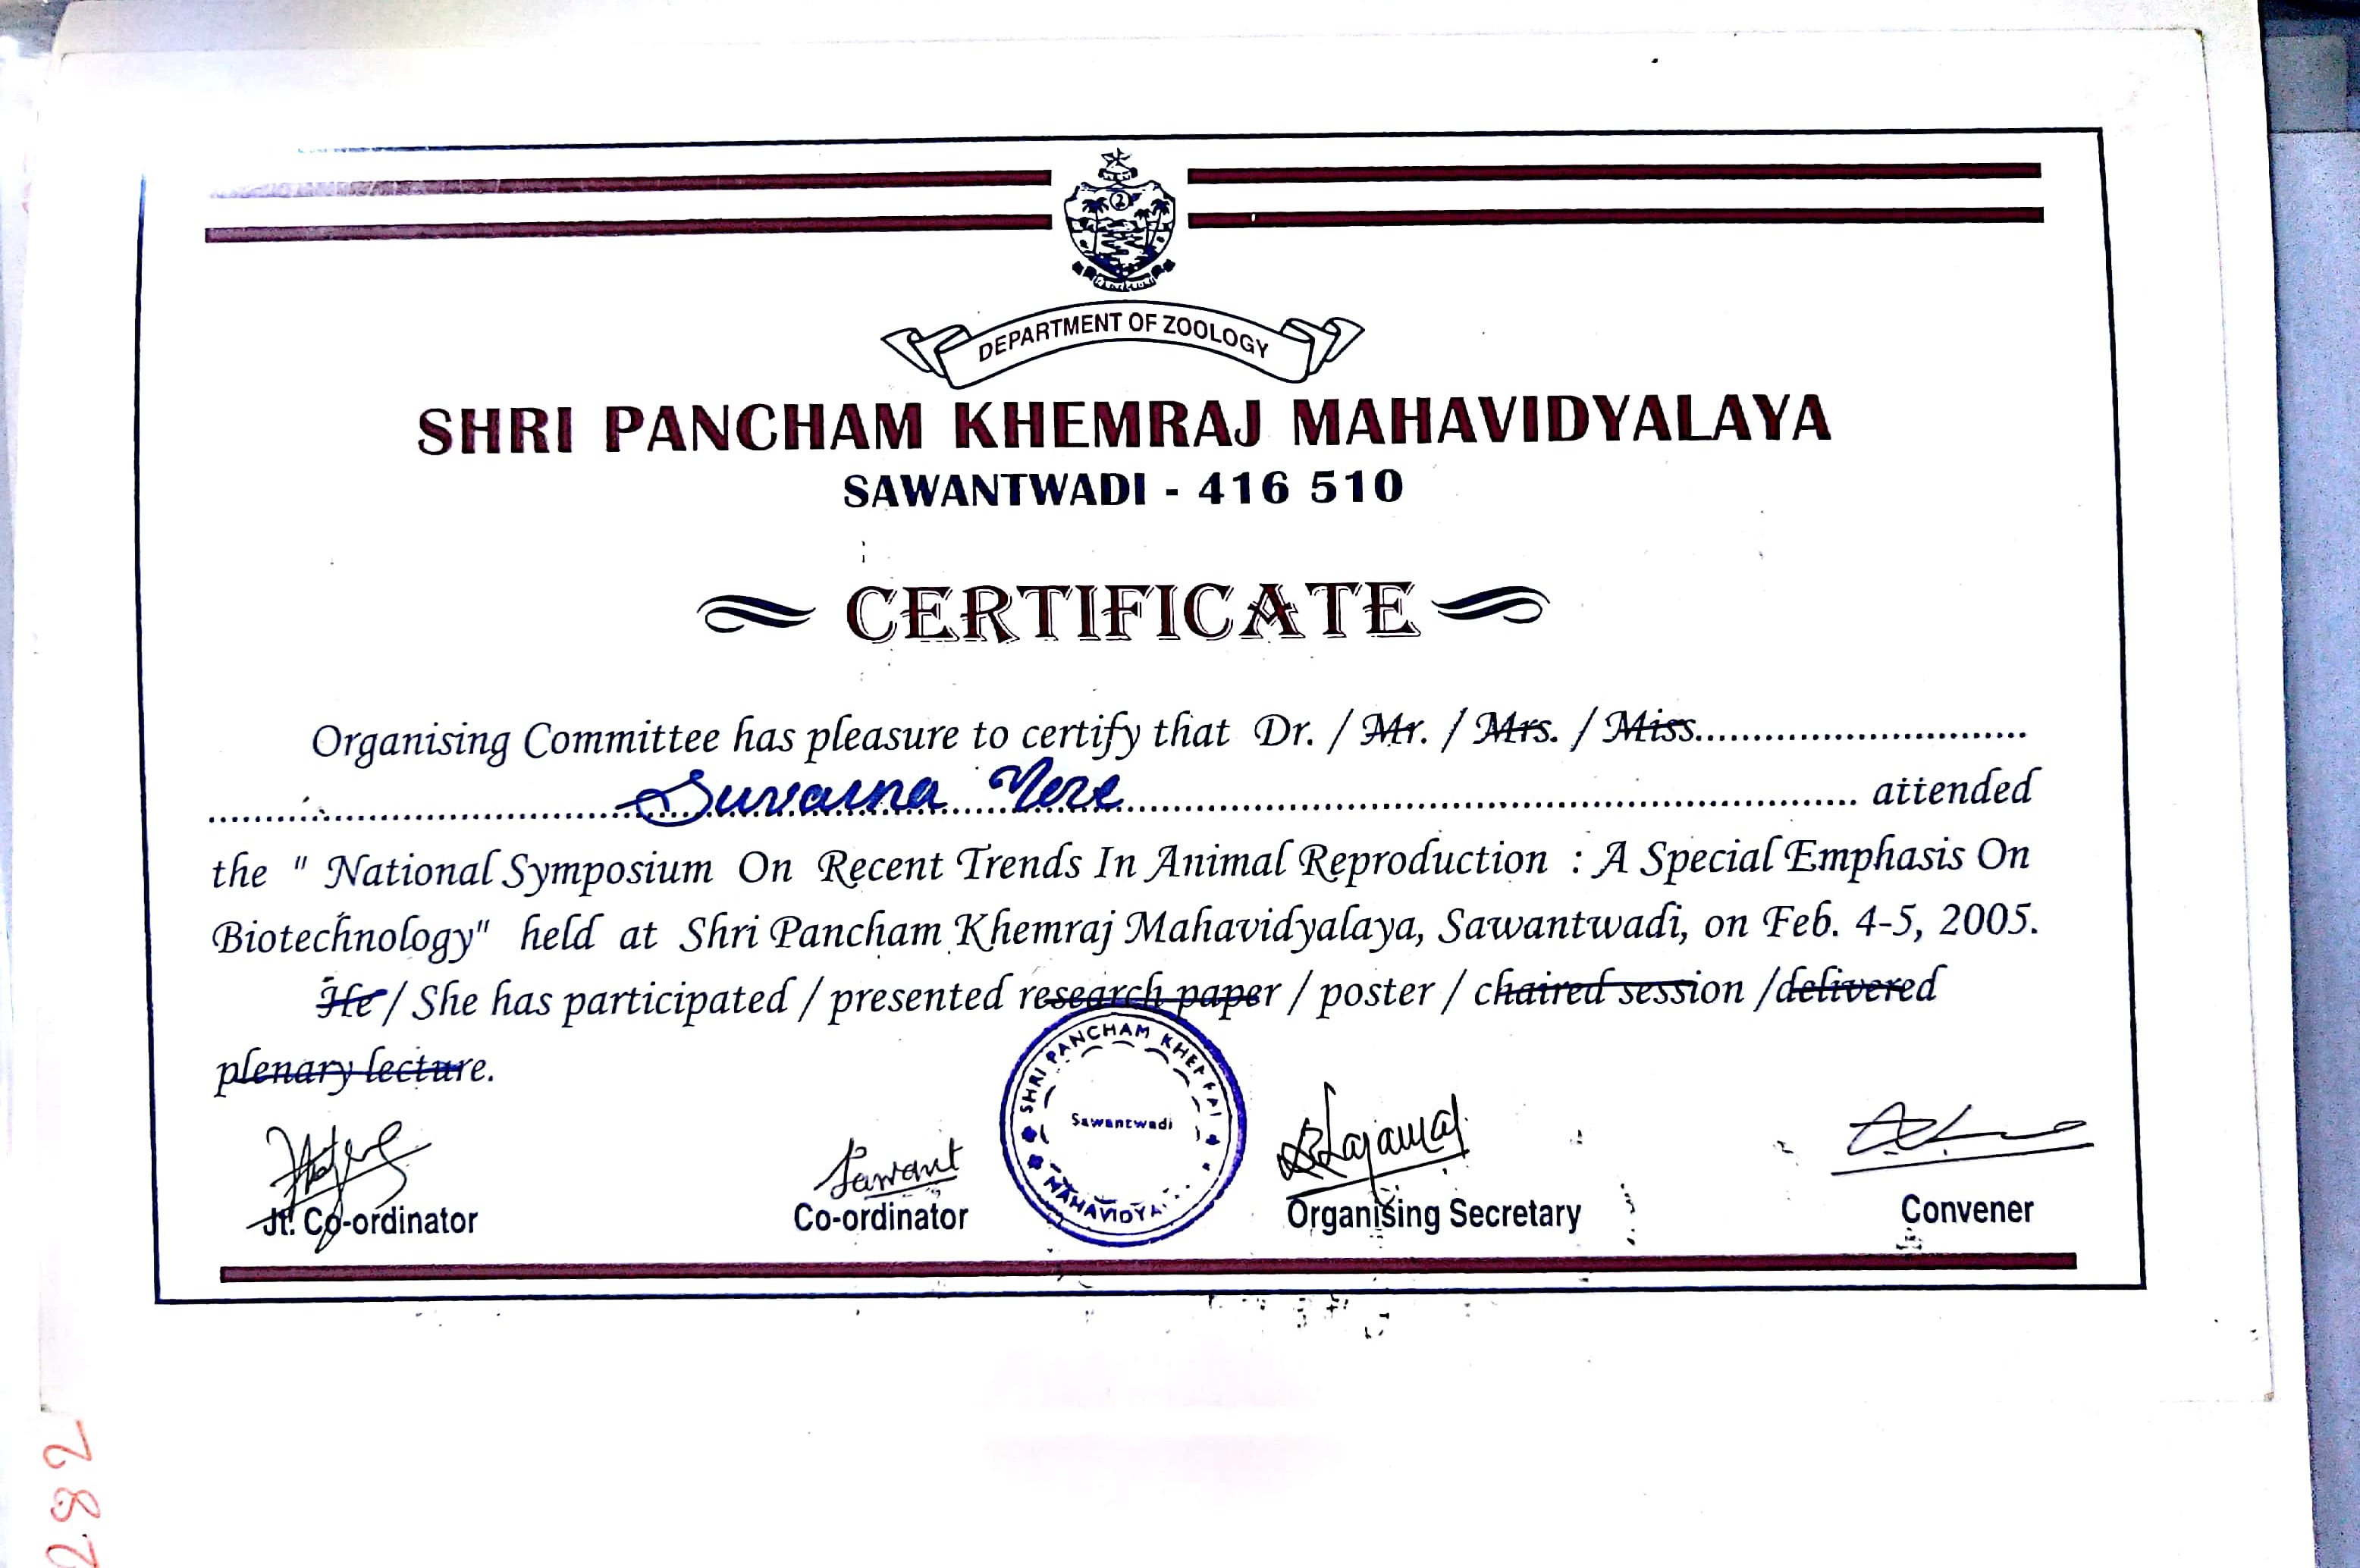 DEPARTMENT OF ZOOLOGY
SHRI PANCHAM KHEMRAJ MAHAVIDYALAYA
SAWANTWADI - 416 510
CERTIFICATE
Organising Committee has pleasure to certify that Dr. / Mr. / Mrs. / Miss..............................
Suvarna Nere attended
the " National Symposium On Recent Trends In Animal Reproduction : A Special Emphasis On
Biotechnology" held at Shri Pancham Khemraj Mahavidyalaya, Sawantwadi, on Feb. 4-5, 2005.
He / She has participated / presented research paper / poster / chaired session / delivered
plenary lecture.
SHRI PANCHAM
Sawantwadi
Sawant
Jt. Co-ordinator
Co-ordinator
Organising Secretary
Convener
282